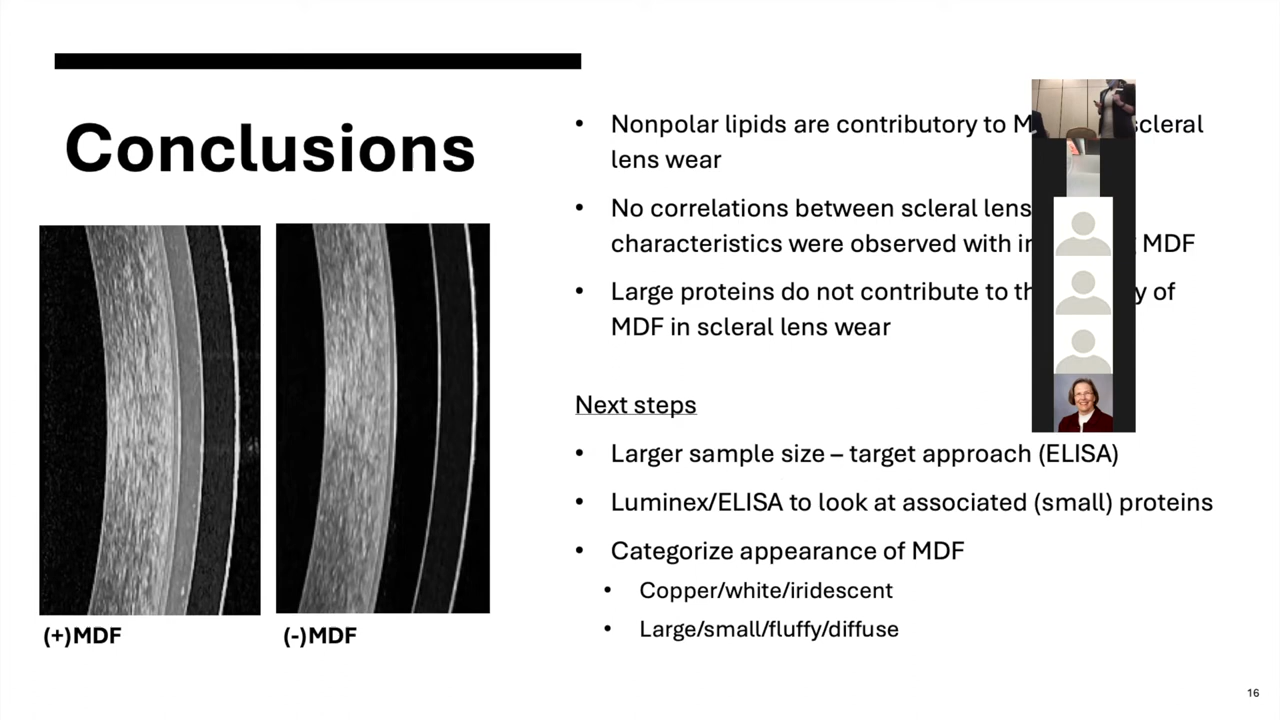 Conclusions
• Nonpolar lipids are contributory to M scleral
lens wear
• No correlations between scleral lens
characteristics were observed with MDF
• Large proteins do not contribute to of
MDF in scleral lens wear
Next steps
• Larger sample size – target approach (ELISA)
• Luminex/ELISA to look at associated (small) proteins
• Categorize appearance of MDF
• Copper/white/iridescent
• Large/small/fluffy/diffuse
(+)MDF
(-)MDF
16